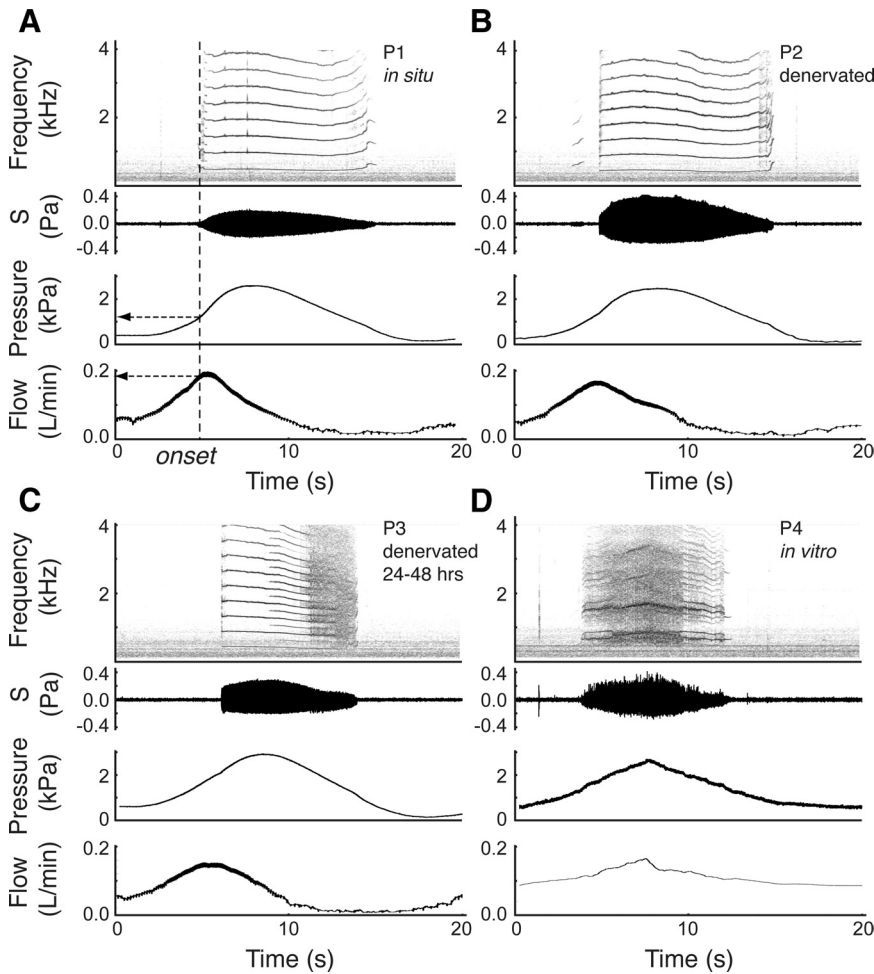 A
B
Frequency
(kHz)
4
2
P1
in situ
4
2
P2
denervated
S
(Pa)
0.4
0.0
-0.4
0.4
0.0
-0.4
Pressure
(kPa)
2
0
2
0
Flow
(L/min)
0.2
0.0
0.2
0.0
0
10
20
0
10
20
onset
Time (s)
Time (s)
C
D
Frequency
(kHz)
4
2
P3
denervated
24-48 hrs
4
2
P4
in vitro
S
(Pa)
0.4
0.0
-0.4
0.4
0.0
-0.4
Pressure
(kPa)
2
0
2
0
Flow
(L/min)
0.2
0.0
0.2
0.0
0
10
20
0
10
20
Time (s)
Time (s)